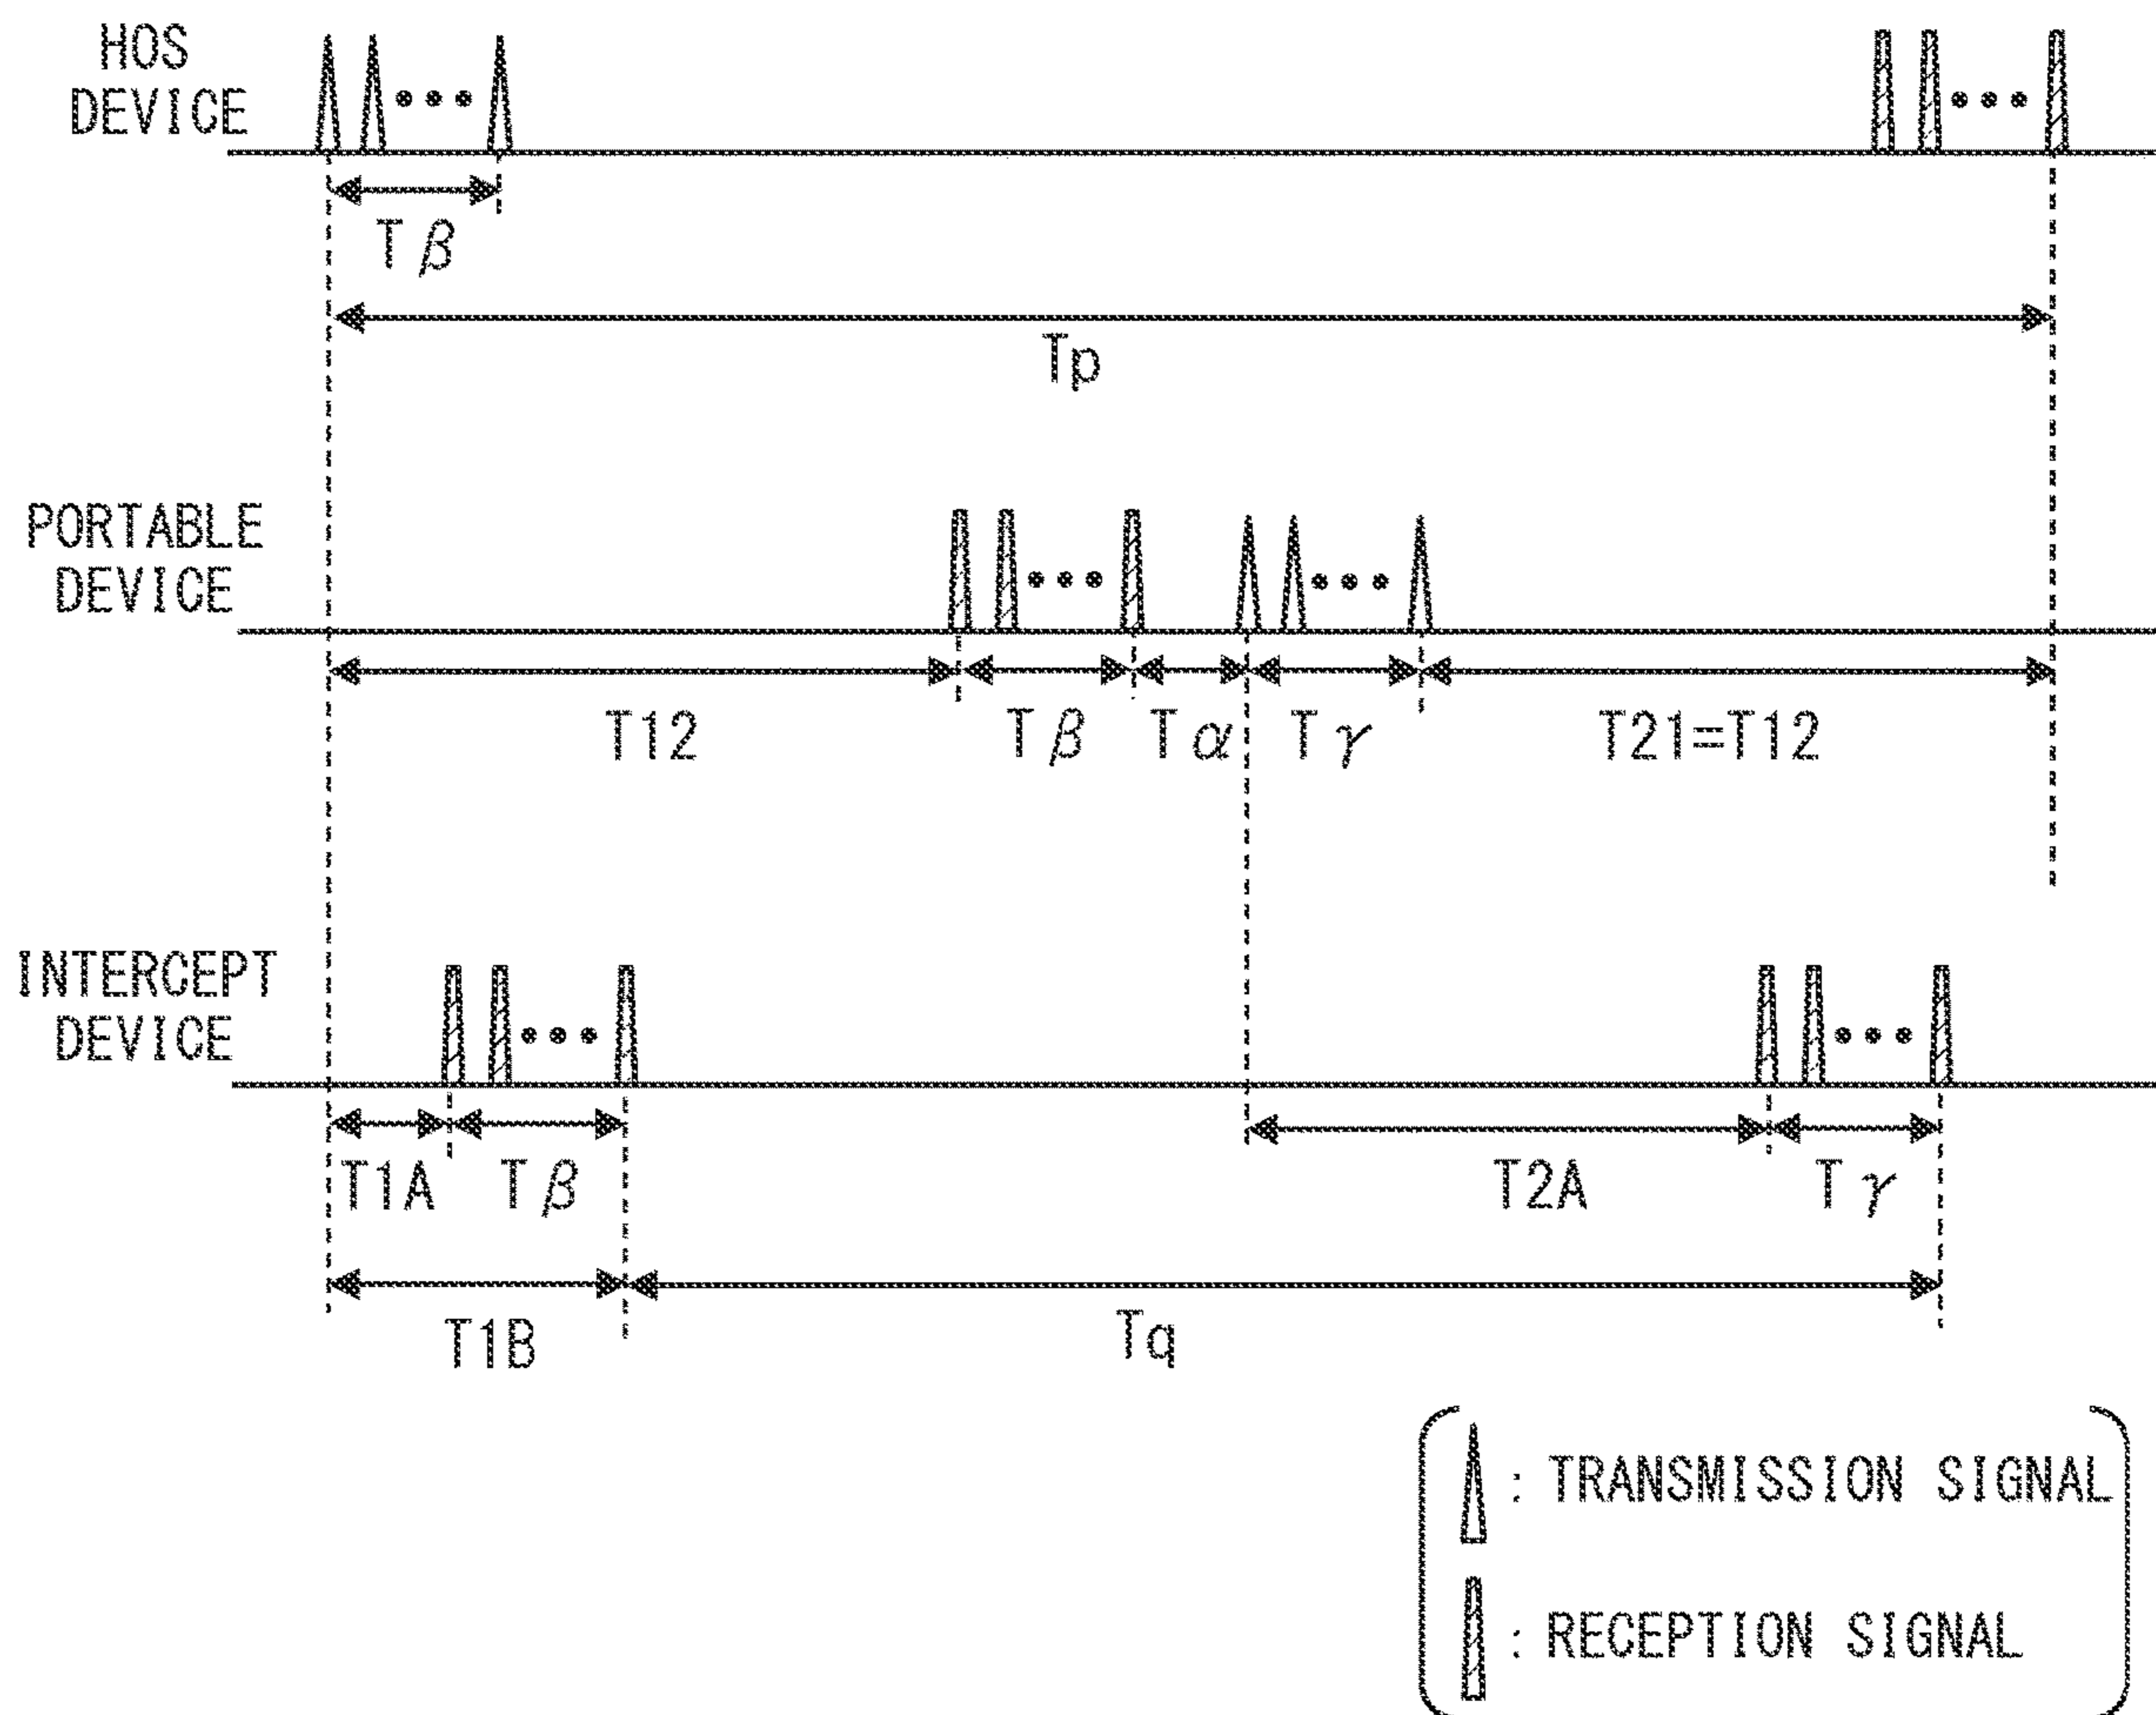 HOS
DEVICE
Tβ
Tp
PORTABLE
DEVICE
T12
Tβ
Tα
Tγ
T21=T12
INTERCEPT
DEVICE
T1A
Tβ
T2A
Tγ
T1B
Tq
: TRANSMISSION SIGNAL
: RECEPTION SIGNAL